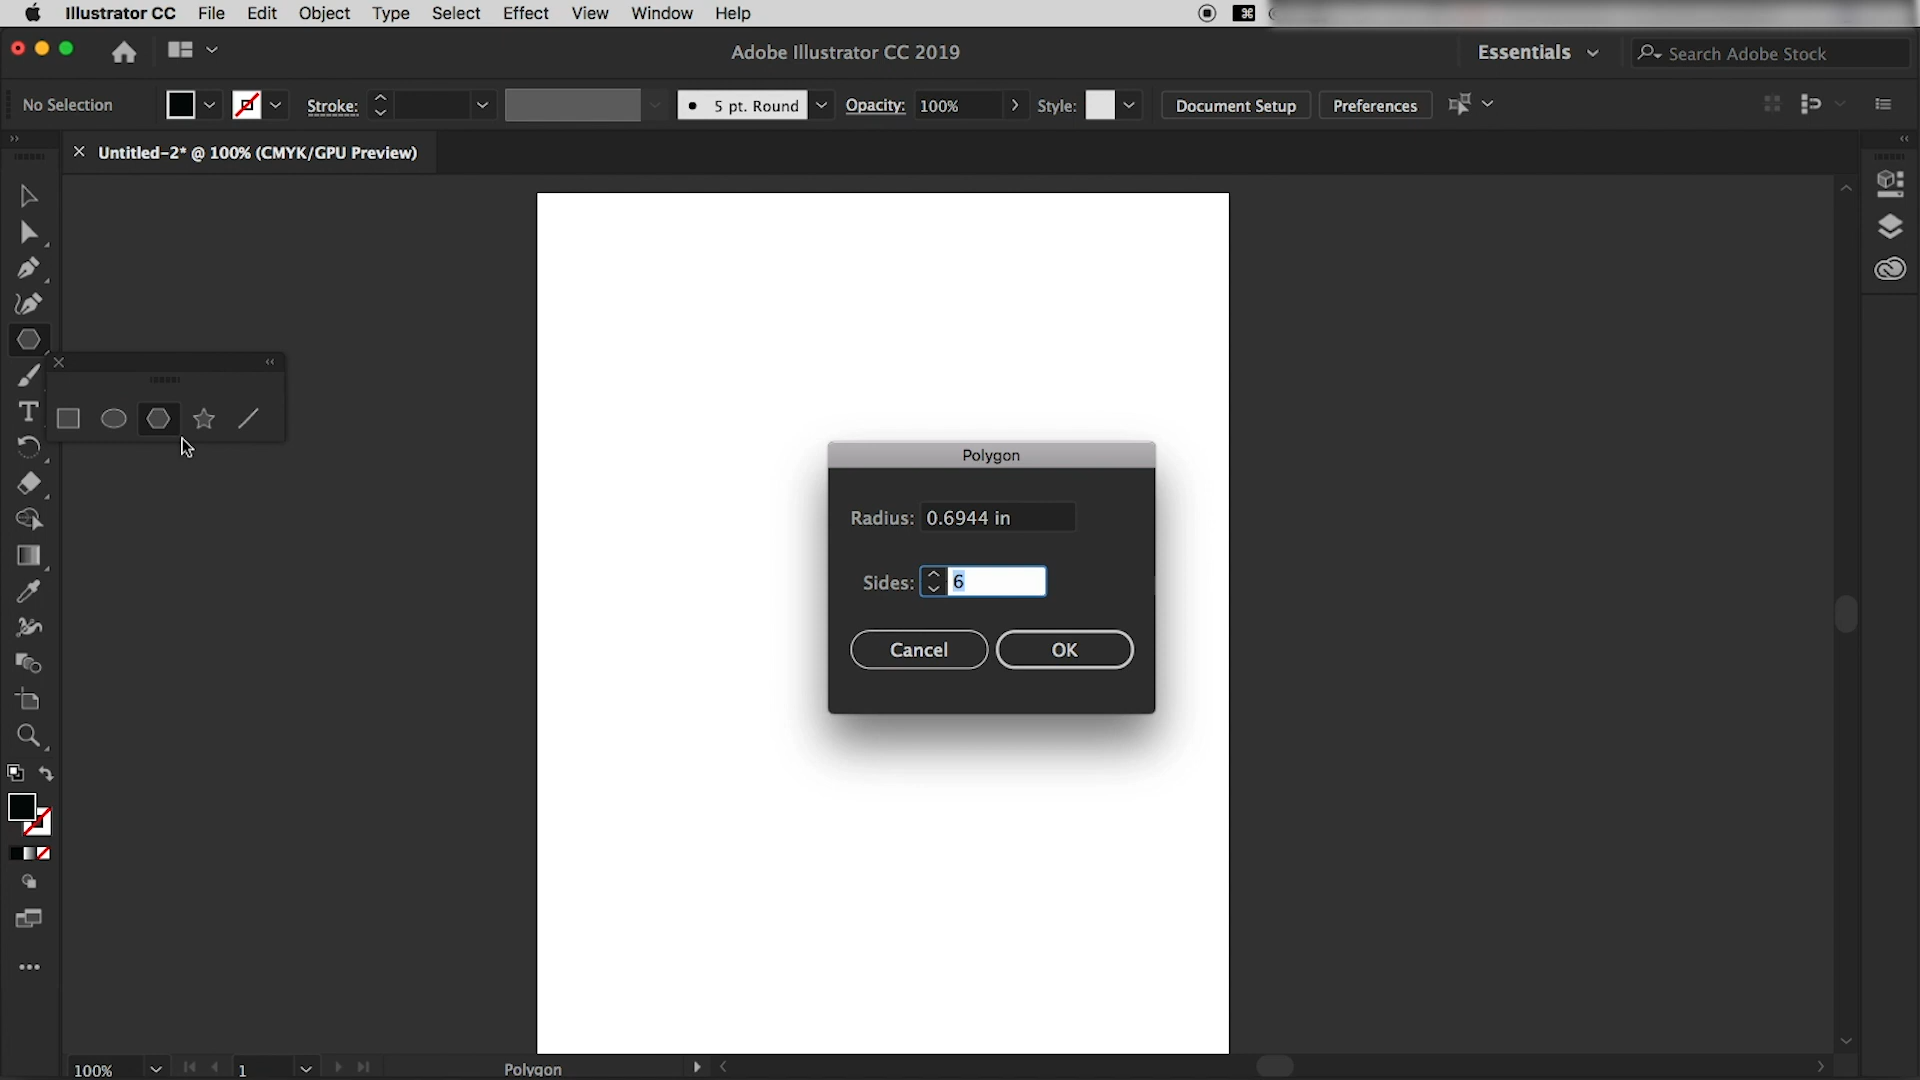 Illustrator CC File Edit Object Type Select Effect View Window Help
Adobe Illustrator CC 2019
Essentials
Search Adobe Stock
No Selection
Stroke:
5 pt. Round
Opacity: 100%
Style:
Document Setup
Preferences
Untitled-2* @ 100% (CMYK/GPU Preview)
Polygon
Radius: 0.6944 in
Sides: 6
Cancel
OK
100%
1
Polygon